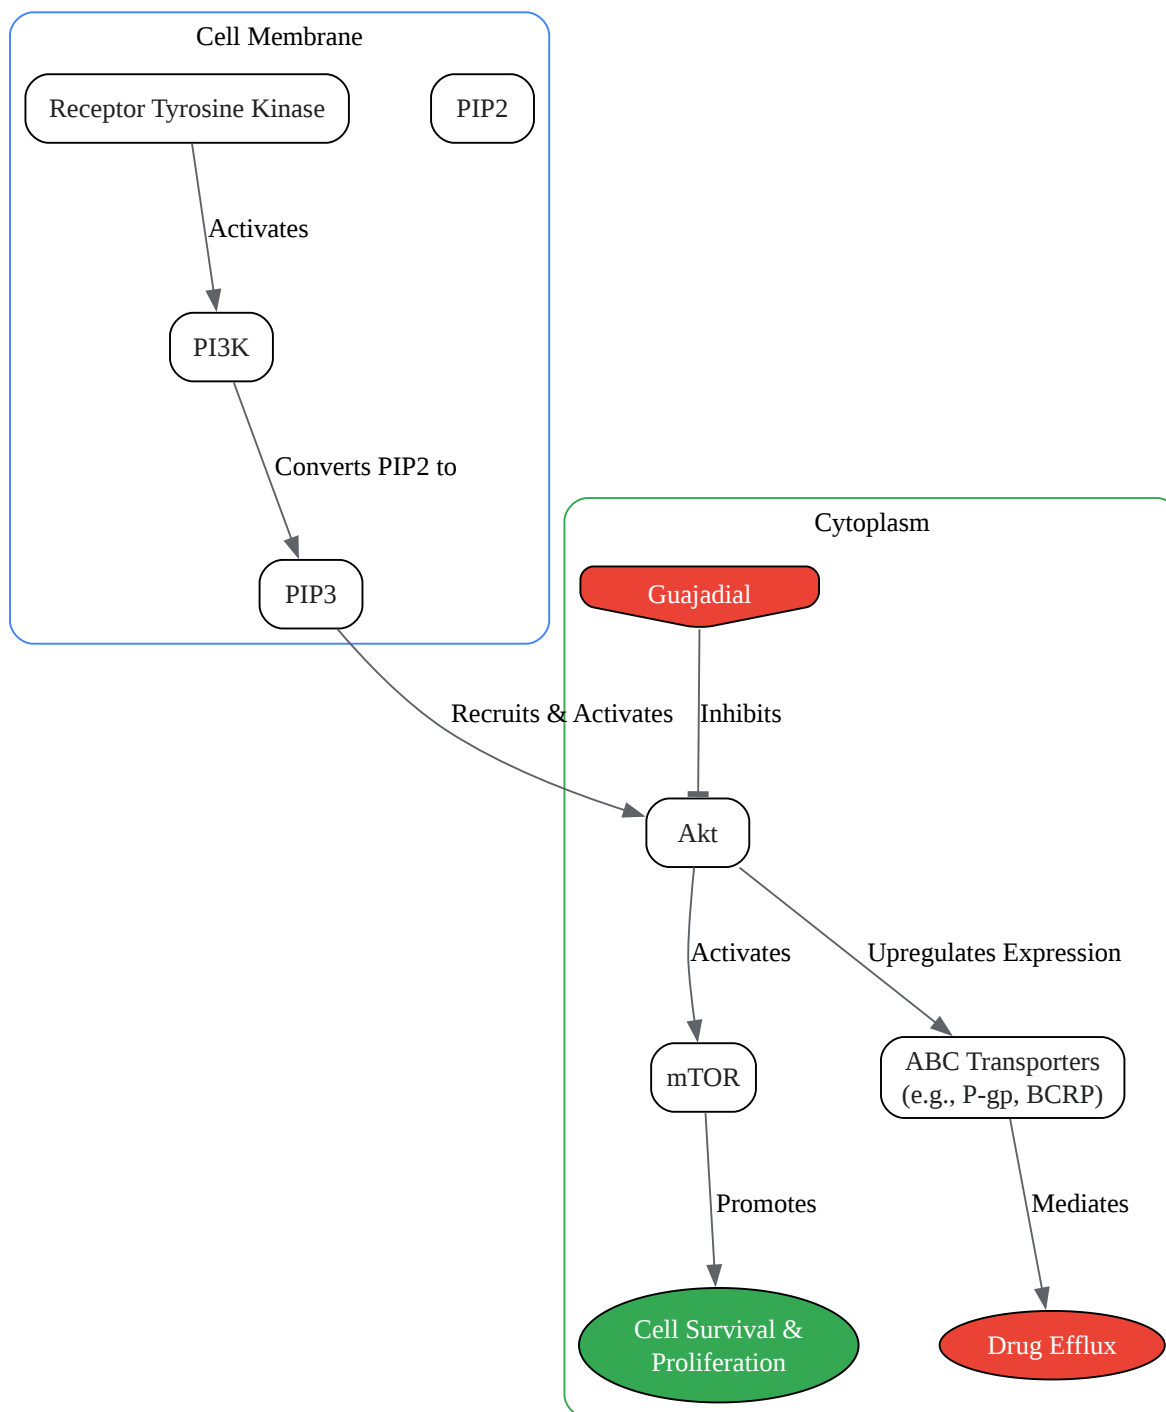 Cell Membrane
Receptor Tyrosine Kinase
PIP2
Activates
PI3K
Converts PIP2 to
Cytoplasm
PIP3
Guajadial
Recruits & Activates
Inhibits
Akt
Activates
Upregulates Expression
mTOR
ABC Transporters
(e.g., P-gp, BCRP)
Promotes
Mediates
Cell Survival &
Proliferation
Drug Efflux